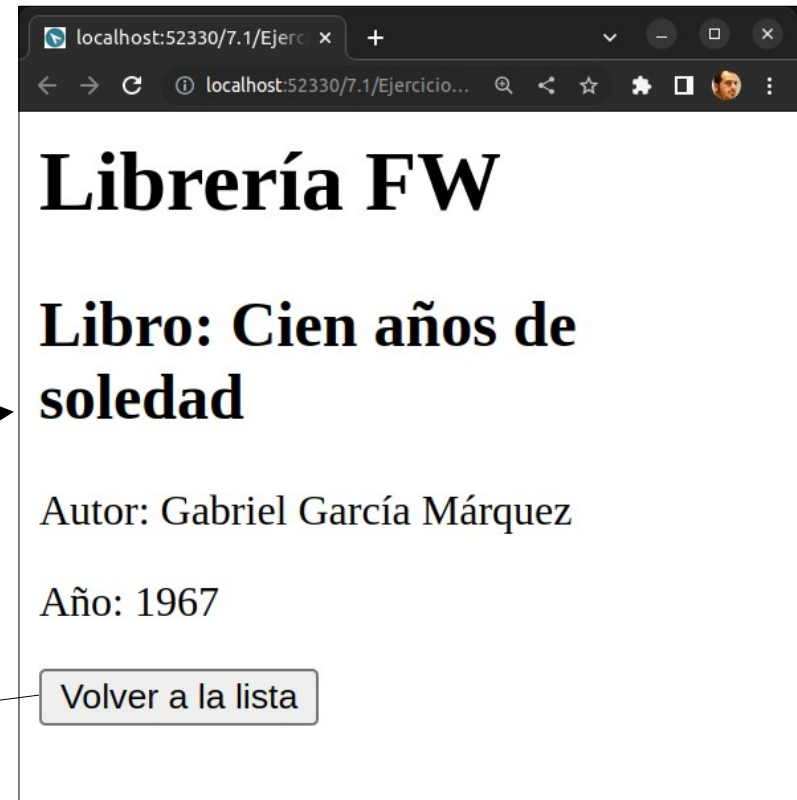 localhost:52330/7.1/Ejerc
localhost:52330/7.1/Ejercicio...
Librería FW
Libro: Cien años de
soledad
Autor: Gabriel García Márquez
Año: 1967
Volver a la lista